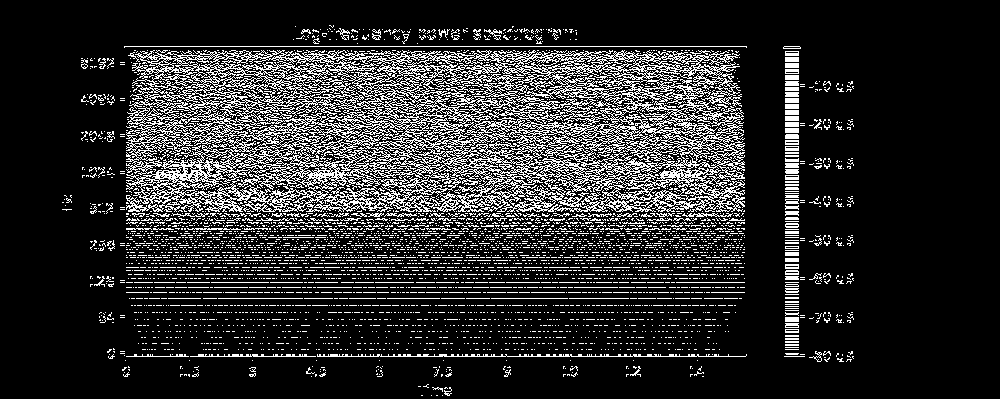 Log-frequency power spectrogram
8192
4096
2048
1024
512
256
128
64
0
Hz
0
1.5
3
4.5
6
7.5
9
10
12
14
Time
-10 dB
-20 dB
-30 dB
-40 dB
-50 dB
-60 dB
-70 dB
-80 dB